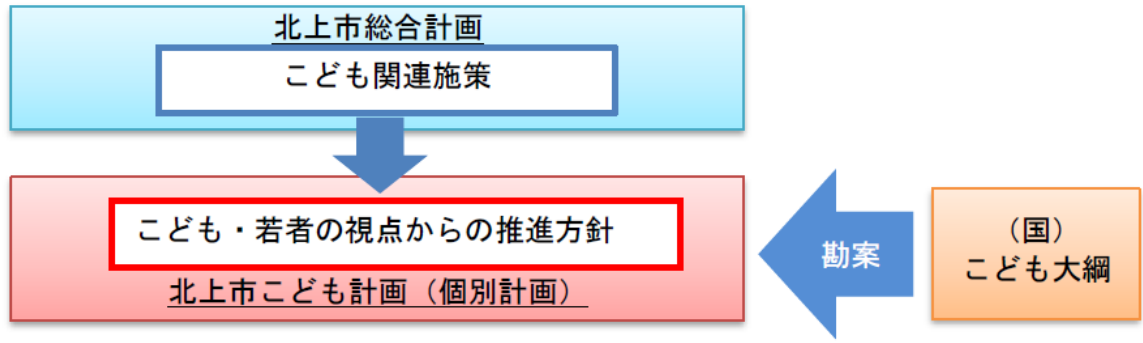 北上市総合計画
こども関連施策
こども・若者の視点からの推進方針
北上市こども計画（個別計画）
勘案
（国）
こども大綱